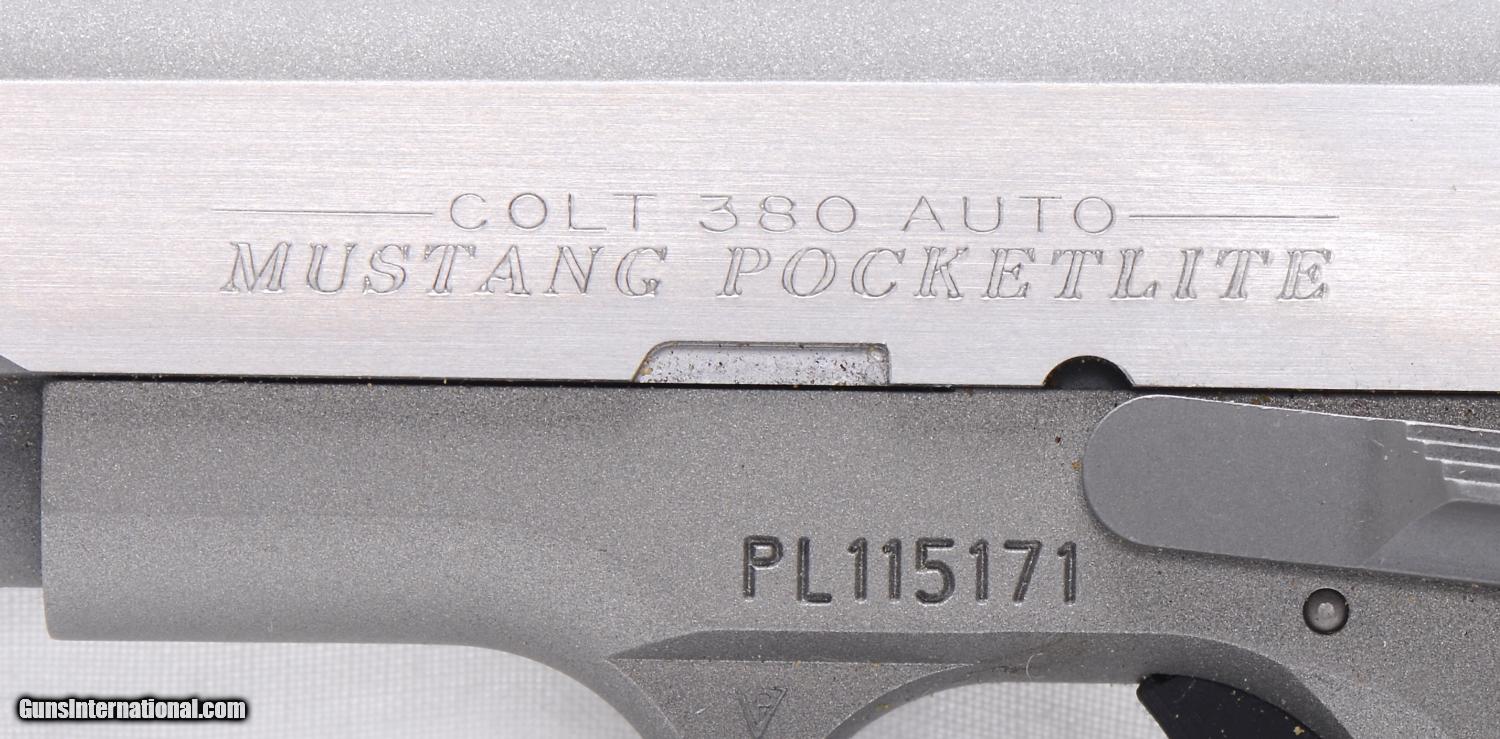 COLT 380 AUTO
MUSTANG POCKETLITE
PL115171
GunsInternational.com